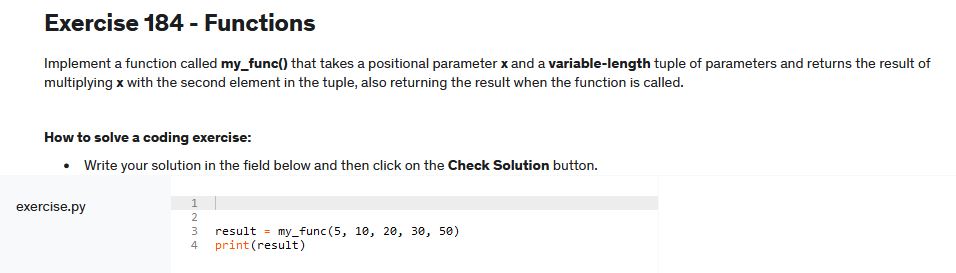 Exercise 184 - Functions
Implement a function called my_func() that takes a positional parameter x and a variable-length tuple of parameters and returns the result of
multiplying x with the second element in the tuple, also returning the result when the function is called.
How to solve a coding exercise:
• Write your solution in the field below and then click on the Check Solution button.
exercise.py
1
2
3 result = my_func(5, 10, 20, 30, 50)
4 print(result)